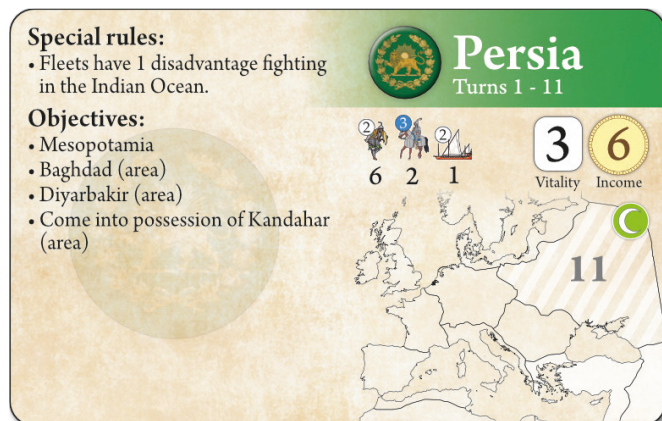 Special rules:
• Fleets have 1 disadvantage fighting
in the Indian Ocean.
Objectives:
• Mesopotamia
• Baghdad (area)
• Diyarbakir (area)
• Come into possession of Kandahar
(area)
Persia
Turns 1 - 11
2 3 2
6 2 1
3 6
Vitality Income
11